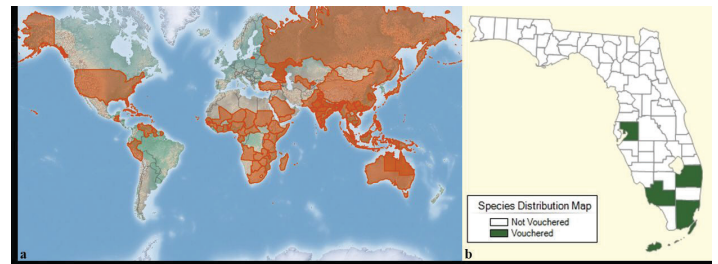 a
b
Species Distribution Map
Not Vouchered
Vouchered